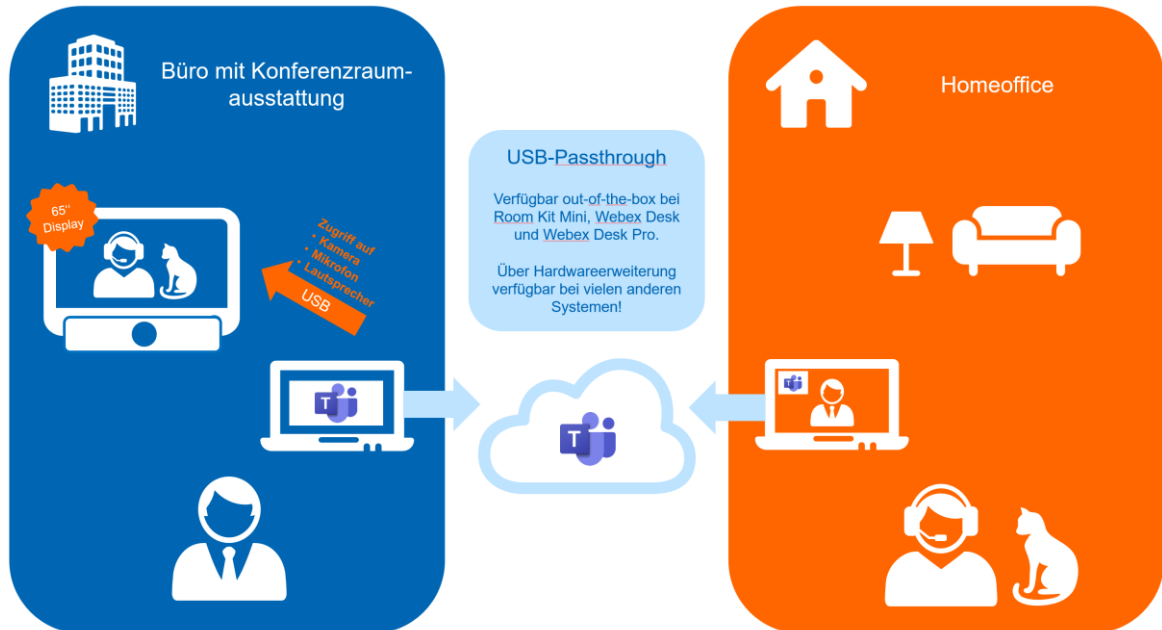 Büro mit Konferenzraum-
ausstattung
65"
Display
Zugriff auf
• Kamera
• Mikrofon
• Lautsprecher
USB
T
USB-Passthrough
Verfügbar out-of-the-box bei
Room Kit Mini, Webex Desk
und Webex Desk Pro.
Über Hardwareerweiterung
verfügbar bei vielen anderen
Systemen!
T
Homeoffice
T